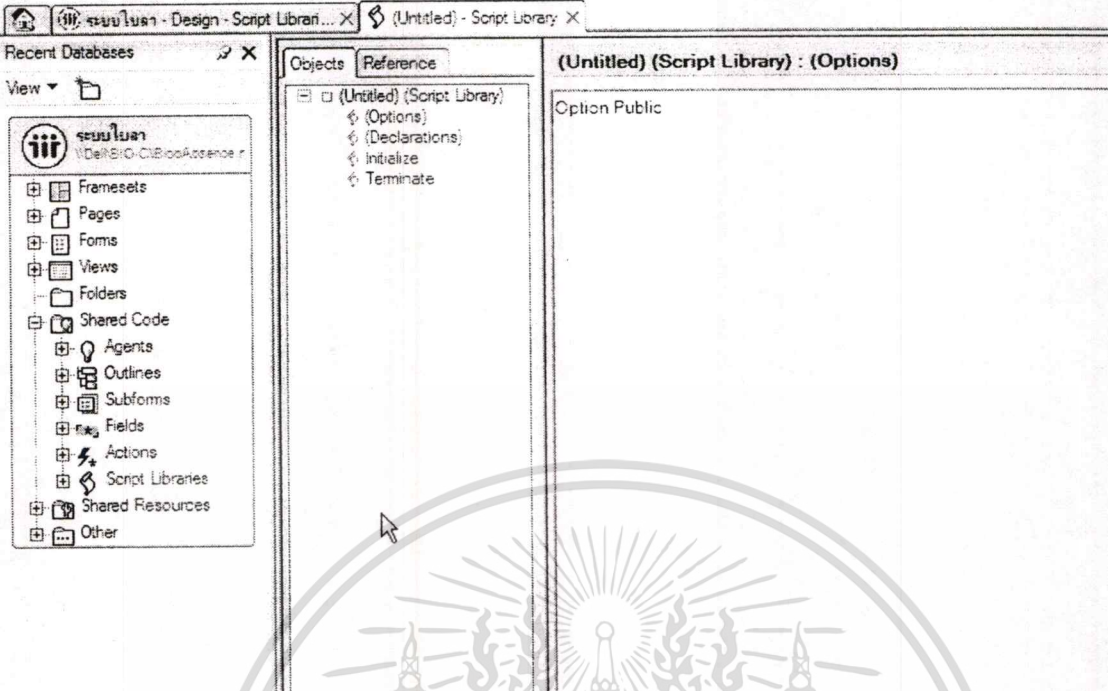 ระบบใบลา - Design - Script Librari...
(Untitled) - Script Library
Recent Databases
View
ระบบใบลา
Framesets
Pages
Forms
Views
Folders
Shared Code
Agents
Outlines
Subforms
Fields
Actions
Script Libraries
Shared Resources
Other
Objects
Reference
(Untitled) (Script Library)
(Options)
(Declarations)
Initialize
Terminate
(Untitled) (Script Library) : (Options)
Option Public